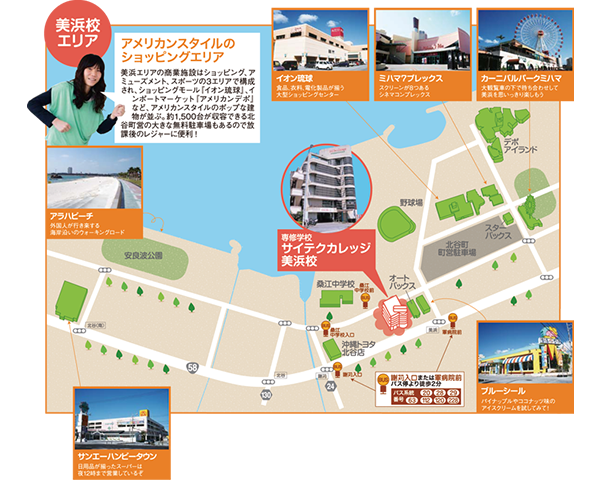 美浜校
エリア
アメリカンスタイルの
ショッピングエリア
美浜エリアの商業施設はショッピング、ア
ミューズメント、スポーツの3エリアで構成
され、ショッピングモール「イオン琉球」、イ
ンポートマーケット「アメリカンデポ」
など、アメリカンスタイルのポップな建
物が並ぶ。約1,500台が収容できる北
谷町営の大きな無料駐車場もあるので放
課後のレジャーに便利！
イオン琉球
食品、衣料、電化製品が揃う
大型ショッピングセンター
ミハマ7プレックス
スクリーンが8つある
シネマコンプレックス
カーニバルパークミハマ
大観覧車の下で待ち合わせして
美浜を思いっきり楽しもう
アラハビーチ
外国人が行き来する
海岸沿いのウォーキングロード
安良波公園
専修学校
サイテクカレッジ
美浜校
野球場
デポ
アイランド
スター
バックス
北谷町
町営駐車場
オート
バックス
桑江中学校
桑江
中学校前
桑江
中学校入口
沖縄トヨタ
北谷店
軍病院前
謝苅入口
58
130
24
謝苅入口または軍病院前
バス停より徒歩2分
バス系統
番号
20 28 29
63 112 120 228
ブルーシール
パイナップルやココナッツ味の
アイスクリームを試してみて！
サンエーハンビータウン
日用品が揃ったスーパーは
夜12時まで営業しているぞ